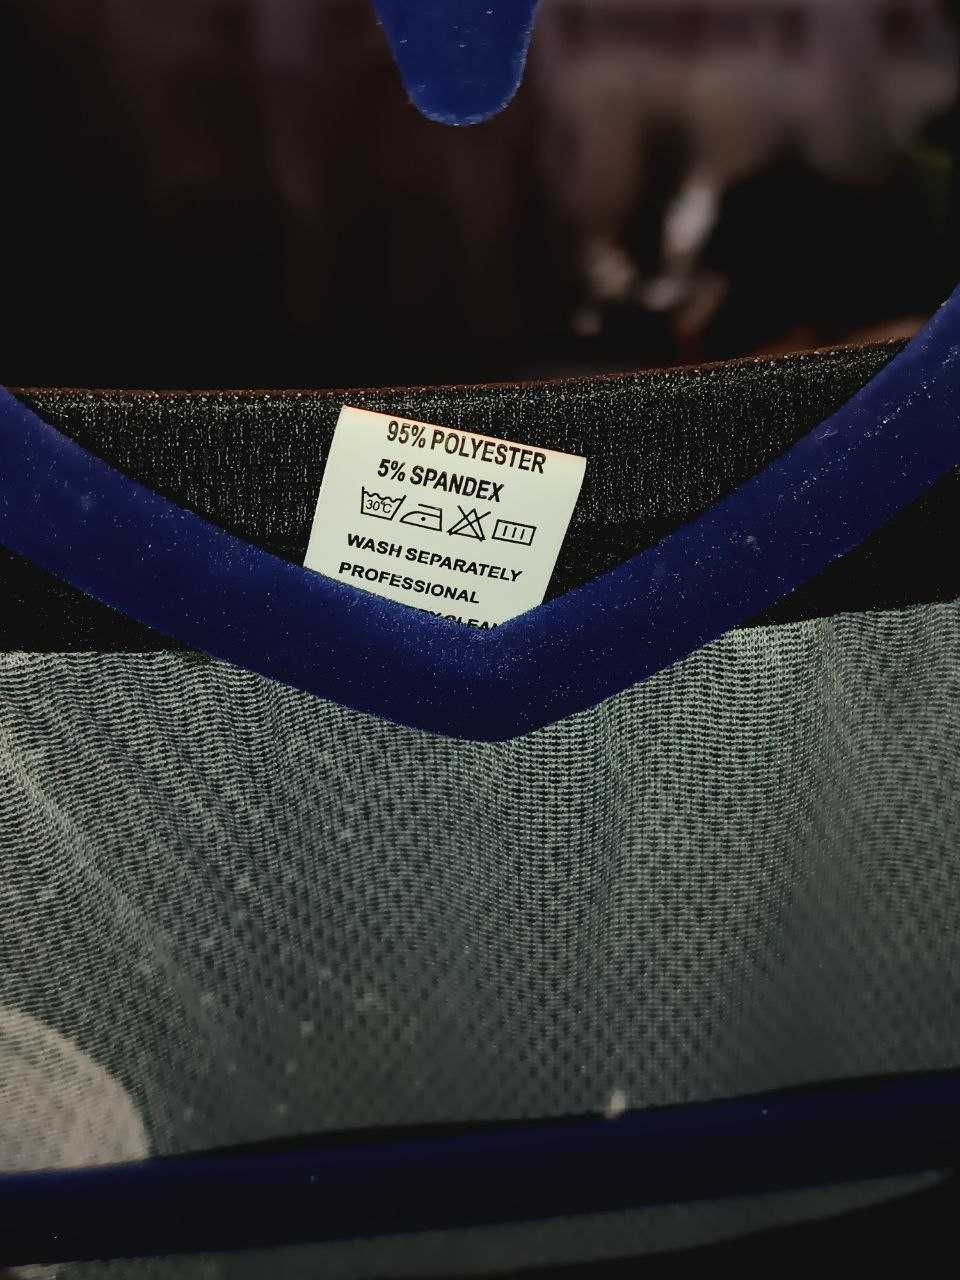 95% POLYESTER
5% SPANDEX
30°C
WASH SEPARATELY
PROFESSIONAL